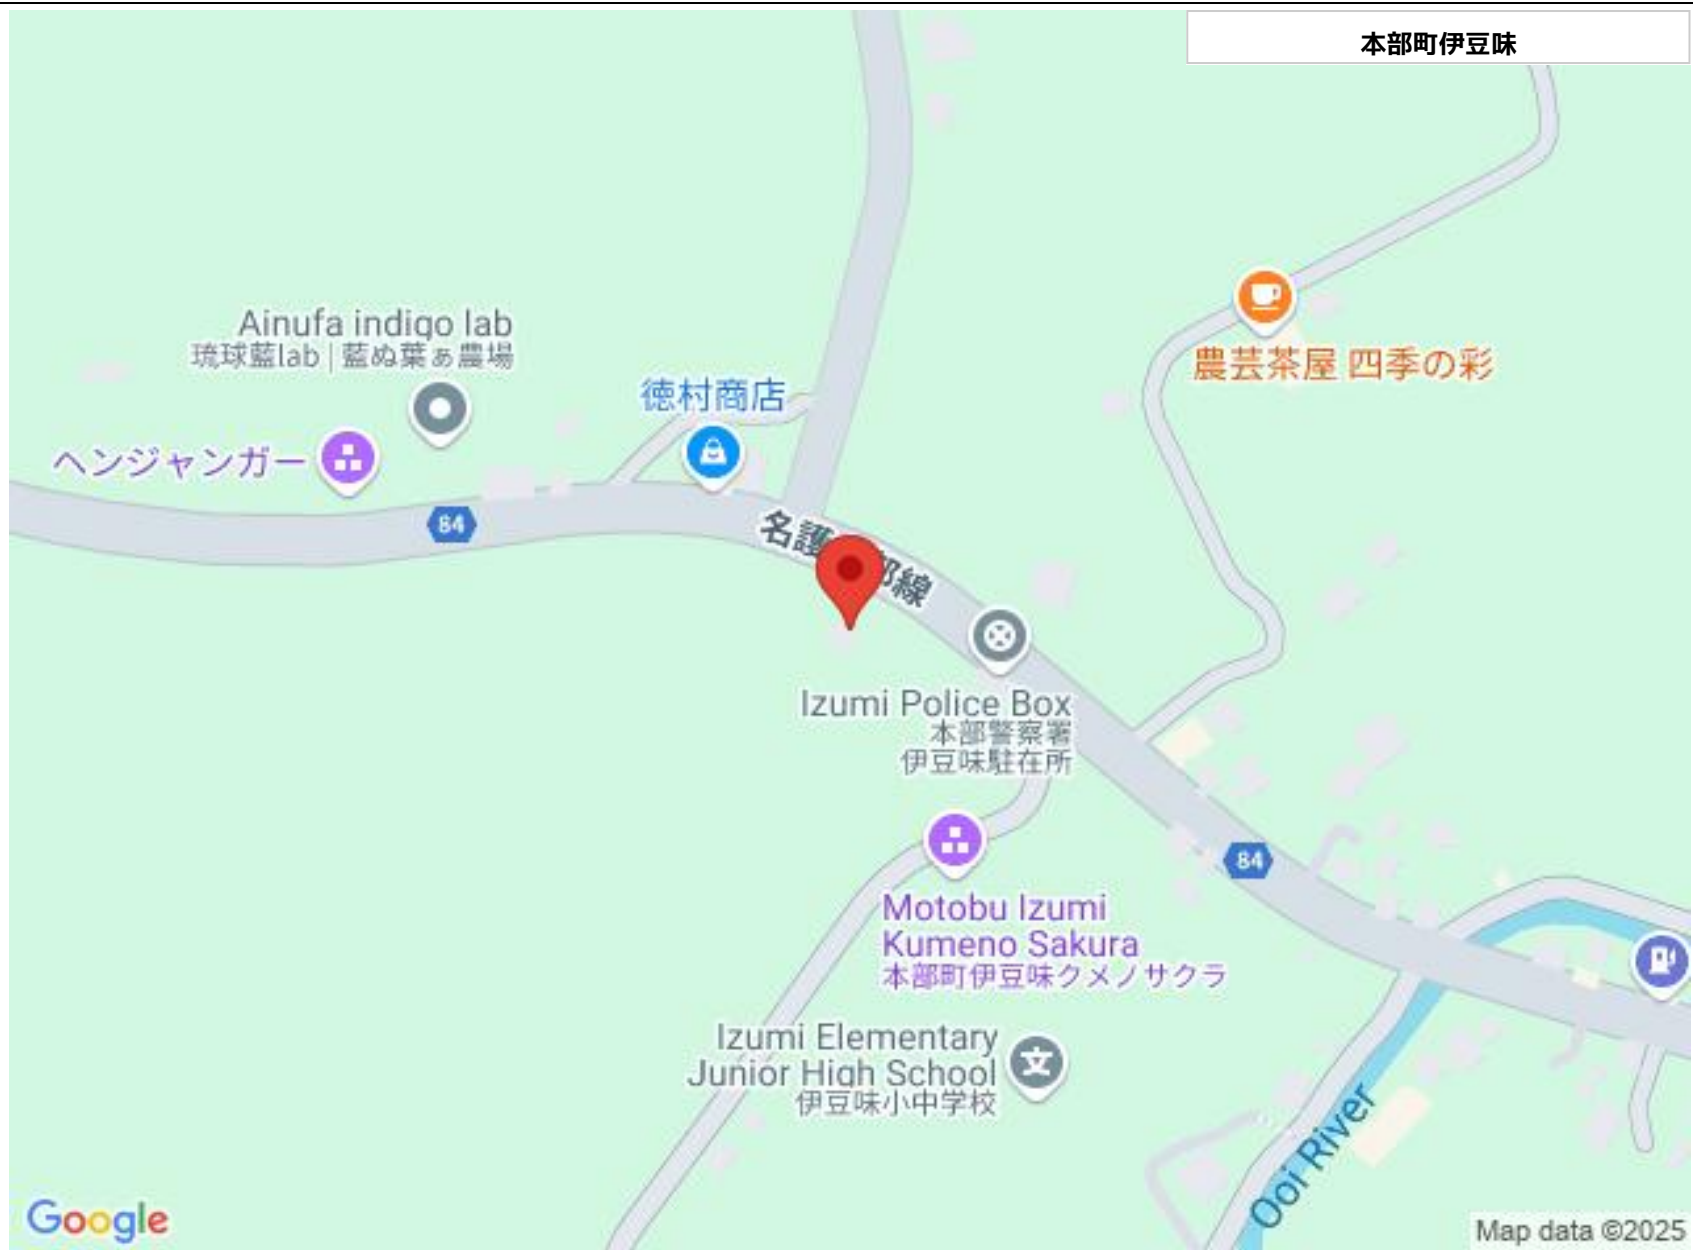 本部町伊豆味
Ainufa indigo lab
琉球藍lab | 藍ぬ葉ぁ農場
農芸茶屋 四季の彩
徳村商店
ヘンジャンガー
84
名護
部線
Izumi Police Box
本部警察署
伊豆味駐在所
84
Motobu Izumi
Kumeno Sakura
本部町伊豆味クメノサクラ
Izumi Elementary
Junior High School
伊豆味小中学校
文
Ooi River
Google
Map data ©2025